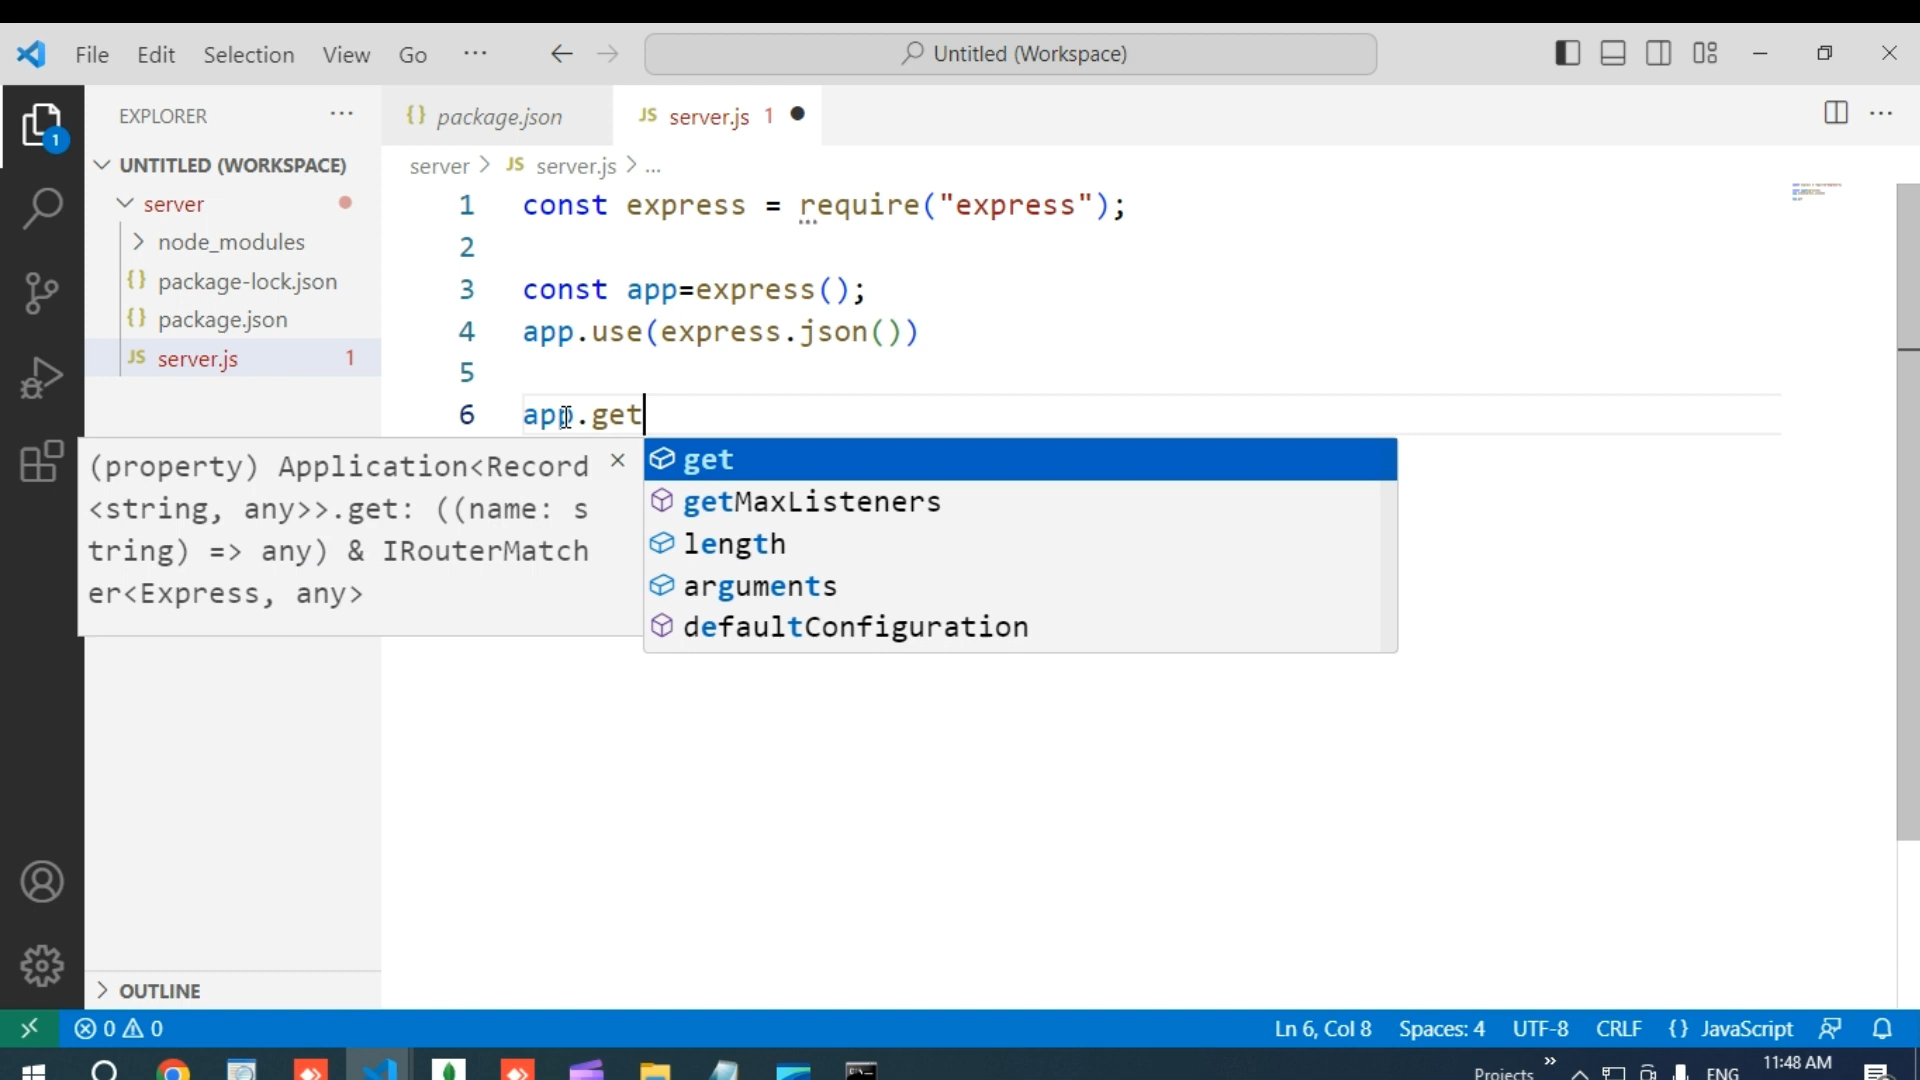 File Edit Selection View Go ··· Untitled (Workspace)
EXPLORER ···
{} package.json JS server.js 1
UNTITLED (WORKSPACE)
server > JS server.js > ...
server
node_modules
{} package-lock.json
{} package.json
JS server.js 1
1 const express = require("express");
2
3 const app=express();
4 app.use(express.json())
5
6 app.get
(property) Application<Record
<string, any>>.get: ((name: s
tring) => any) & IRouterMatch
er<Express, any>
get
getMaxListeners
length
arguments
defaultConfiguration
1
OUTLINE
0 0 Ln 6, Col 8 Spaces: 4 UTF-8 CRLF {} JavaScript
Projects » ENG 11:48 AM